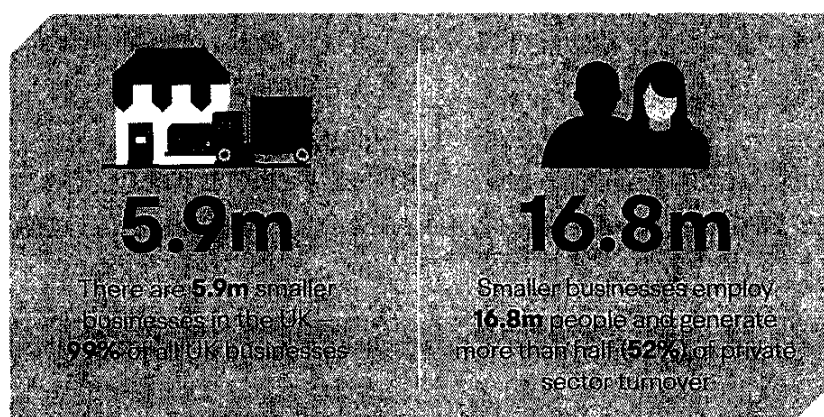 5.9m
There are 5.9m smaller
businesses in the UK –
99% of all UK businesses
16.8m
Smaller businesses employ
16.8m people and generate
more than half (52%) of private
sector turnover